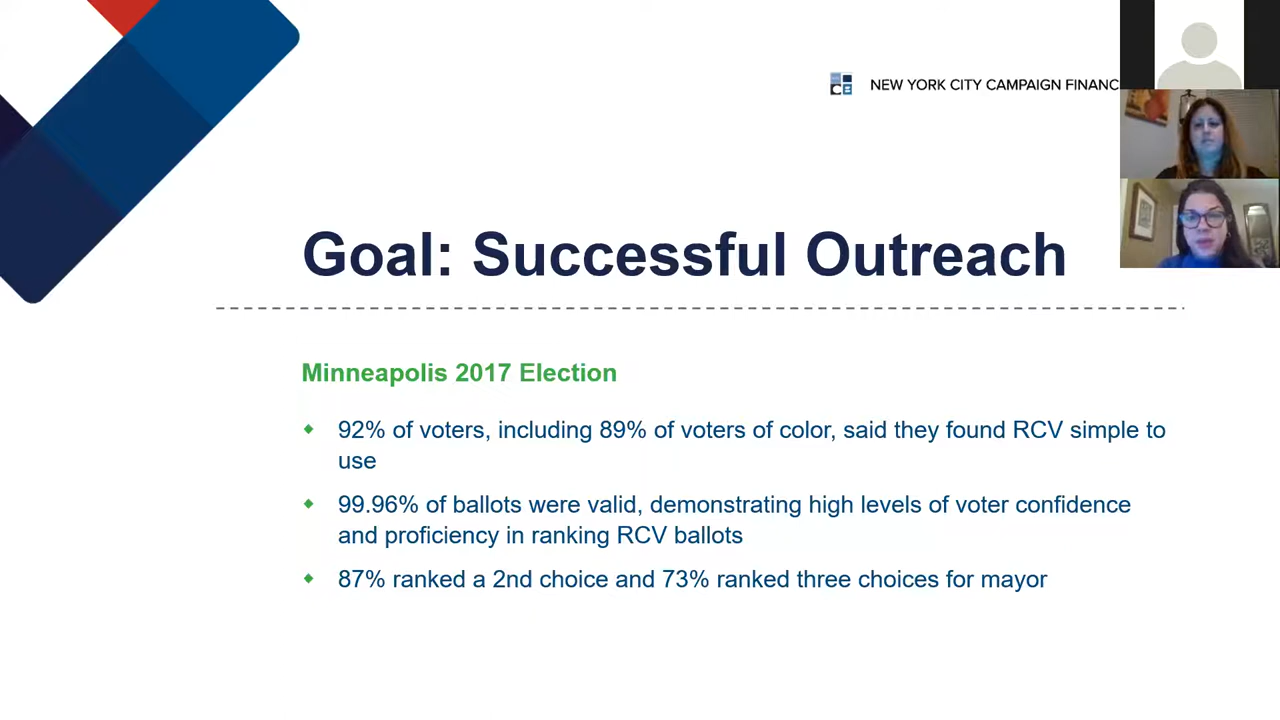 NEW YORK CITY CAMPAIGN FINANC
Goal: Successful Outreach
Minneapolis 2017 Election
92% of voters, including 89% of voters of color, said they found RCV simple to
use
99.96% of ballots were valid, demonstrating high levels of voter confidence
and proficiency in ranking RCV ballots
87% ranked a 2nd choice and 73% ranked three choices for mayor